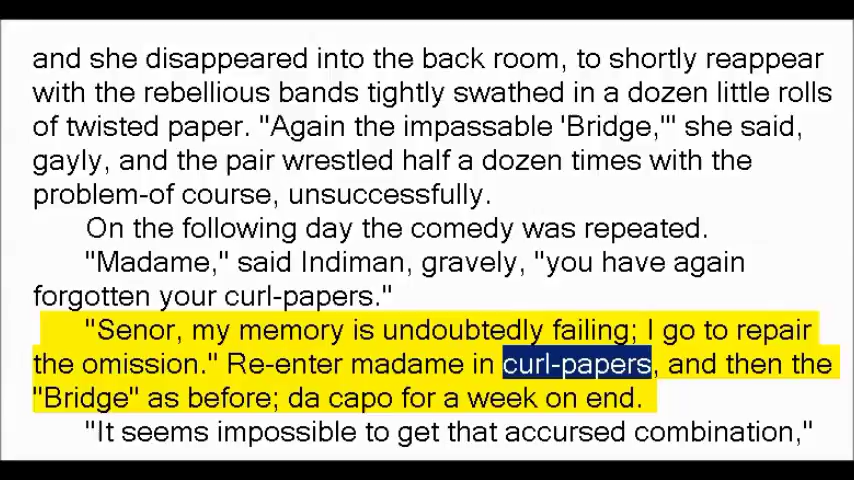 and she disappeared into the back room, to shortly reappear
with the rebellious bands tightly swathed in a dozen little rolls
of twisted paper. "Again the impassable 'Bridge,'" she said,
gayly, and the pair wrestled half a dozen times with the
problem-of course, unsuccessfully.
On the following day the comedy was repeated.
"Madame," said Indiman, gravely, "you have again
forgotten your curl-papers."
"Senor, my memory is undoubtedly failing; I go to repair
the omission." Re-enter madame in curl-papers, and then the
"Bridge" as before; da capo for a week on end.
"It seems impossible to get that accursed combination,"